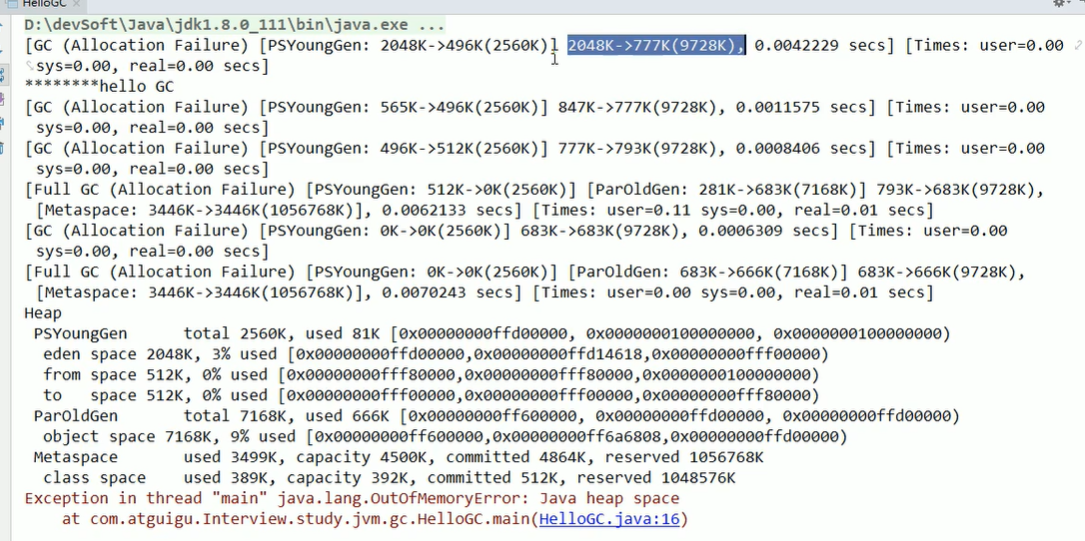 HelloGC
D:\devSoft\Java\jdk1.8.0_111\bin\java.exe ...
[GC (Allocation Failure) [PSYoungGen: 2048K->496K(2560K)] 2048K->777K(9728K), 0.0042229 secs] [Times: user=0.00
sys=0.00, real=0.00 secs]
********hello GC
[GC (Allocation Failure) [PSYoungGen: 565K->496K(2560K)] 847K->777K(9728K), 0.0011575 secs] [Times: user=0.00
sys=0.00, real=0.00 secs]
[GC (Allocation Failure) [PSYoungGen: 496K->512K(2560K)] 777K->793K(9728K), 0.0008406 secs] [Times: user=0.00
sys=0.00, real=0.00 secs]
[Full GC (Allocation Failure) [PSYoungGen: 512K->0K(2560K)] [ParOldGen: 281K->683K(7168K)] 793K->683K(9728K),
[Metaspace: 3446K->3446K(1056768K)], 0.0062133 secs] [Times: user=0.11 sys=0.00, real=0.01 secs]
[GC (Allocation Failure) [PSYoungGen: 0K->0K(2560K)] 683K->683K(9728K), 0.0006309 secs] [Times: user=0.00
sys=0.00, real=0.00 secs]
[Full GC (Allocation Failure) [PSYoungGen: 0K->0K(2560K)] [ParOldGen: 683K->666K(7168K)] 683K->666K(9728K),
[Metaspace: 3446K->3446K(1056768K)], 0.0070243 secs] [Times: user=0.00 sys=0.00, real=0.01 secs]
Heap
PSYoungGen total 2560K, used 81K [0x00000000ffd00000, 0x0000000100000000, 0x0000000100000000)
eden space 2048K, 3% used [0x00000000ffd00000,0x00000000ffd14618,0x00000000fff00000)
from space 512K, 0% used [0x00000000fff80000,0x00000000fff80000,0x0000000100000000)
to space 512K, 0% used [0x00000000fff00000,0x00000000fff00000,0x00000000fff80000)
ParOldGen total 7168K, used 666K [0x00000000ff600000, 0x00000000ffd00000, 0x00000000ffd00000)
object space 7168K, 9% used [0x00000000ff600000,0x00000000ff6a6808,0x00000000ffd00000)
Metaspace used 3499K, capacity 4500K, committed 4864K, reserved 1056768K
class space used 389K, capacity 392K, committed 512K, reserved 1048576K
Exception in thread "main" java.lang.OutOfMemoryError: Java heap space
at com.atguigu.Interview.study.jvm.gc.HelloGC.main(HelloGC.java:16)